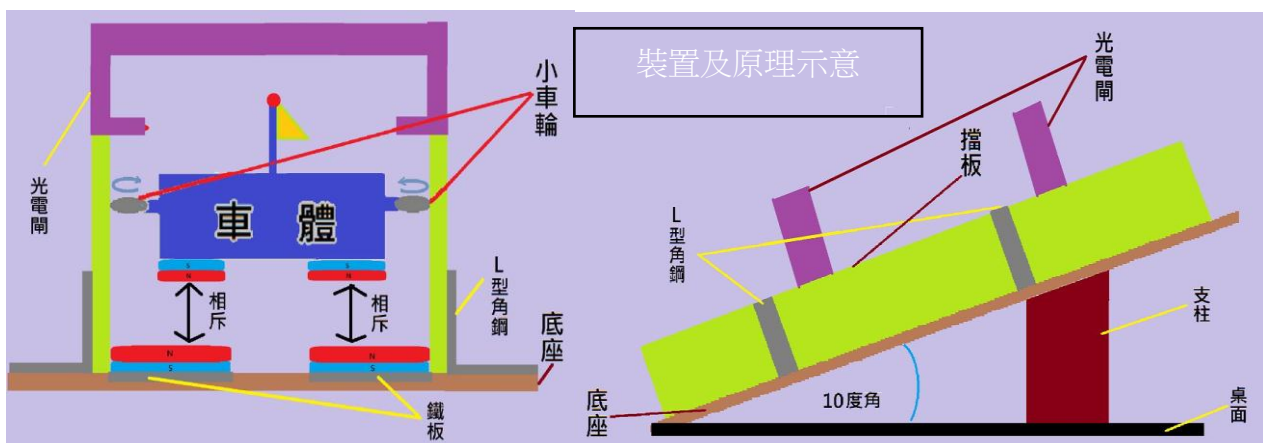 裝置及原理示意
光電閘
小車輪
車體
S
N
S
N
相斥
相斥
L型角鋼
底座
N
S
N
S
鐵板
光電閘
擋板
L型角鋼
支柱
10度角
底座
桌面